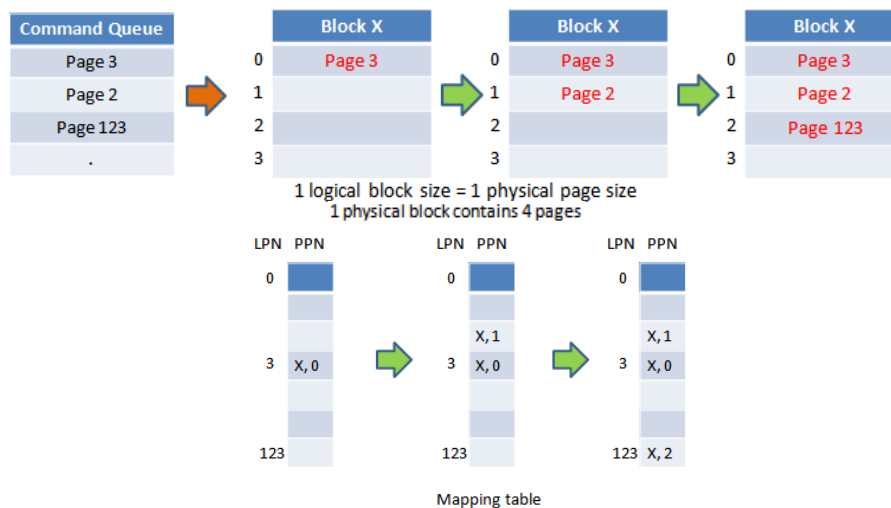 Command Queue
Page 3
Page 2
Page 123
.
Block X
0 Page 3
1
2
3
Block X
0 Page 3
1 Page 2
2
3
Block X
0 Page 3
1 Page 2
2 Page 123
3
1 logical block size = 1 physical page size
1 physical block contains 4 pages
LPN PPN
0
3 X, 0
123
LPN PPN
0
X, 1
3 X, 0
123
LPN PPN
0
X, 1
3 X, 0
123 X, 2
Mapping table